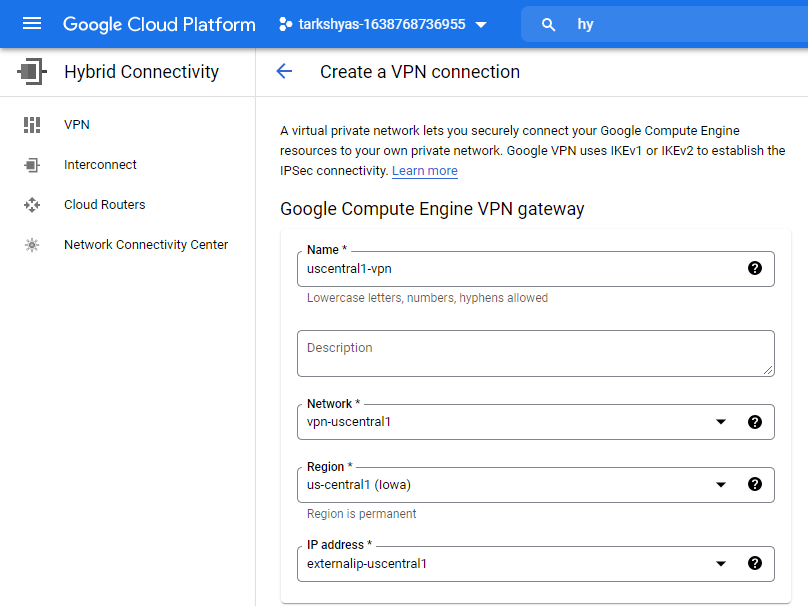 Google Cloud Platform
tarkshyas-1638768736955
hy
Hybrid Connectivity
Create a VPN connection
VPN
Interconnect
Cloud Routers
Network Connectivity Center
A virtual private network lets you securely connect your Google Compute Engine
resources to your own private network. Google VPN uses IKEv1 or IKEv2 to establish the
IPSec connectivity. Learn more
Google Compute Engine VPN gateway
Name *
uscentral1-vpn
Lowercase letters, numbers, hyphens allowed
Description
Network *
vpn-uscentral1
Region *
us-central1 (Iowa)
Region is permanent
IP address *
externalip-uscentral1